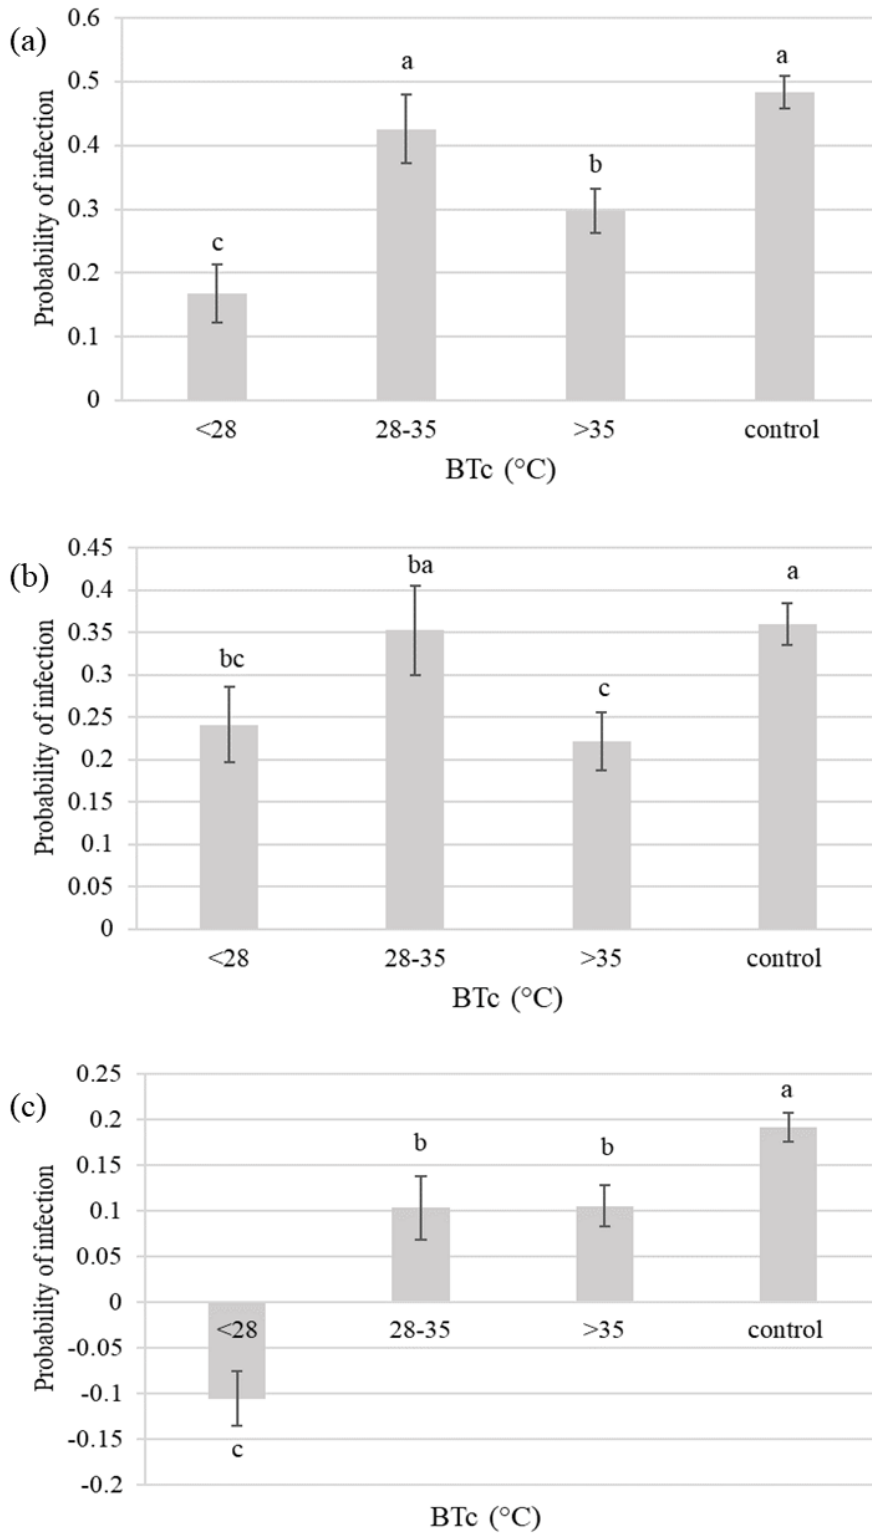 (a)
Probability of infection
0.6
0.5
0.4
0.3
0.2
0.1
0
c
a
b
a
<28 28-35 >35 control
BTc (°C)
(b)
Probability of infection
0.45
0.4
0.35
0.3
0.25
0.2
0.15
0.1
0.05
0
bc
ba
c
a
<28 28-35 >35 control
BTc (°C)
(c)
Probability of infection
0.25
0.2
0.15
0.1
0.05
0
-0.05
-0.1
-0.15
-0.2
b
b
a
<28 28-35 >35 control
c
BTc (°C)